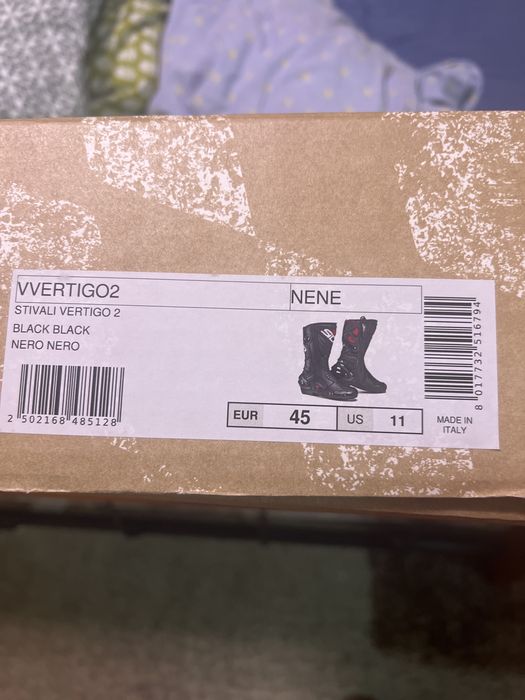 VVERTIGO2
NENE
STIVALI VERTIGO 2
BLACK BLACK
NERO NERO
2 502168 485128
EUR 45 US 11
8 017732 516794
MADE IN
ITALY